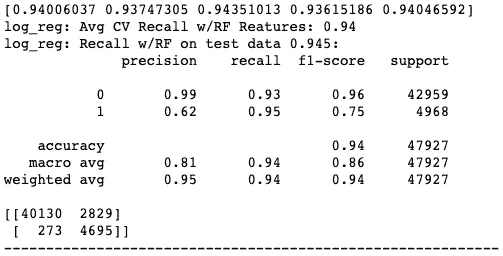 [0.94006037 0.93747305 0.94351013 0.93615186 0.94046592]
log_reg: Avg CV Recall w/RF Reatures: 0.94
log_reg: Recall w/RF on test data 0.945:
precision recall f1-score support
0 0.99 0.93 0.96 42959
1 0.62 0.95 0.75 4968
accuracy 0.94 47927
macro avg 0.81 0.94 0.86 47927
weighted avg 0.95 0.94 0.94 47927
[[40130 2829]
[ 273 4695]]
------------------------------------------------------